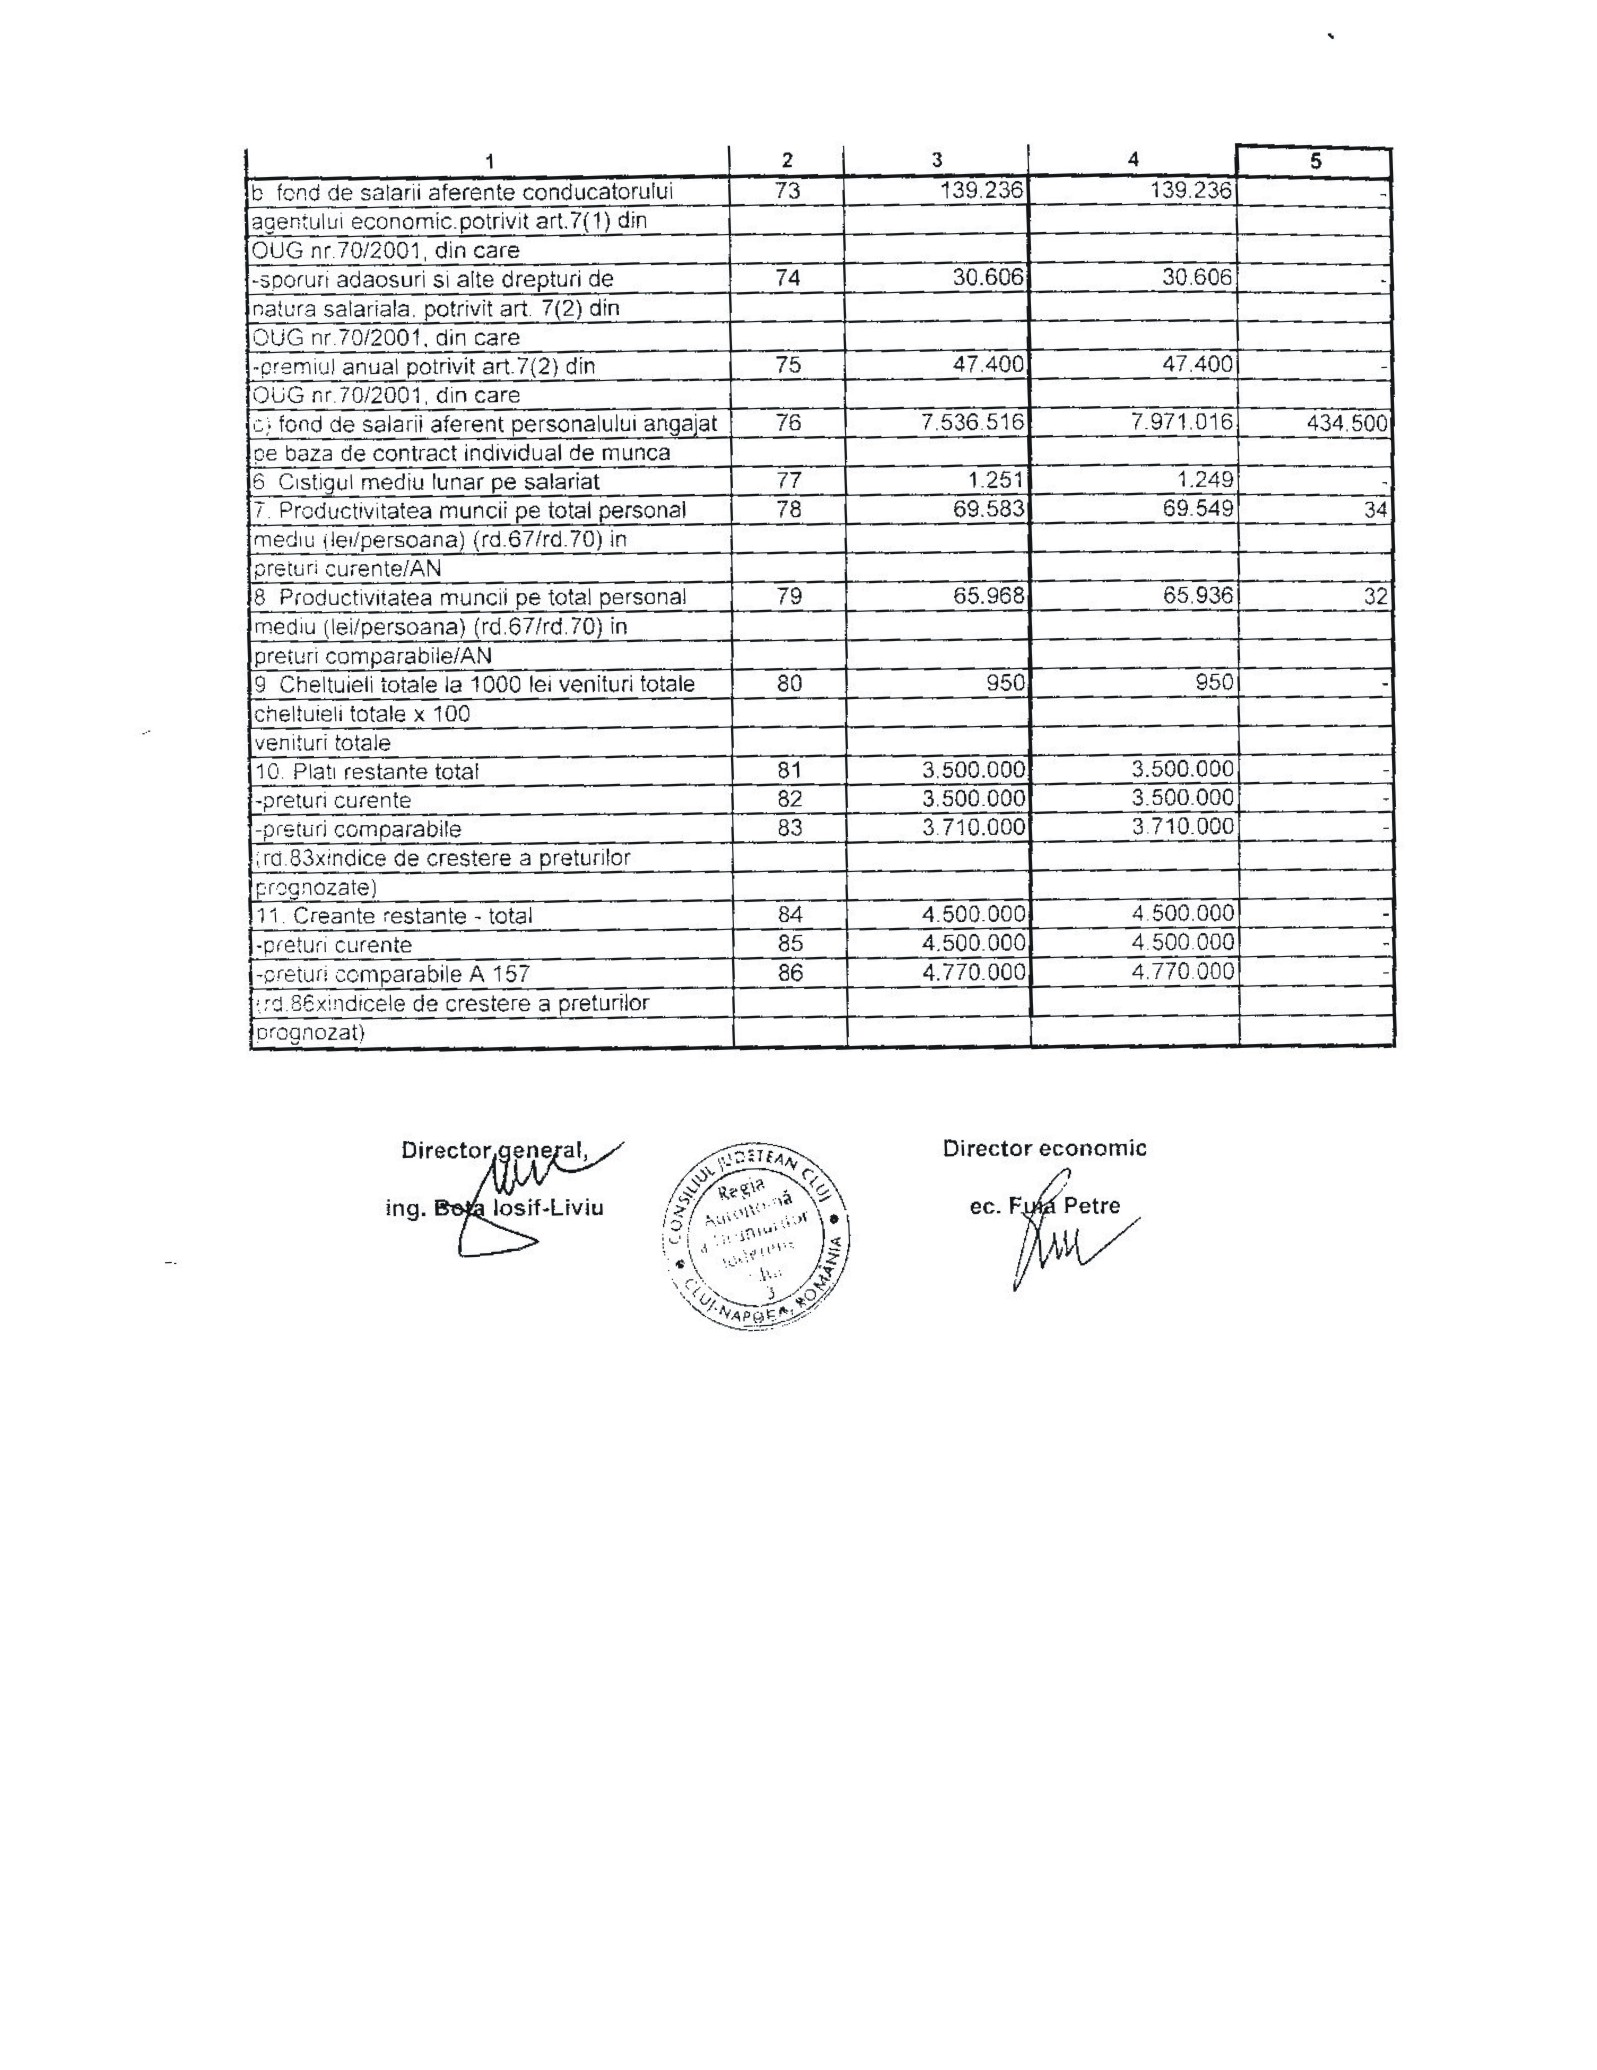 1 2 3 4 5
b fond de salarii aferente conducatorului 73 139.236 139.236 -
agentului economic.potrivit art.7(1) din
OUG nr.70/2001, din care
-sporuri adaosuri si alte drepturi de 74 30.606 30.606 -
natura salariala. potrivit art. 7(2) din
OUG nr.70/2001, din care
-premiul anual potrivit art.7(2) din 75 47.400 47.400 -
OUG nr.70/2001, din care
c) fond de salarii aferent personalului angajat 76 7.536.516 7.971.016 434.500
pe baza de contract individual de munca
6 Cistigul mediu lunar pe salariat 77 1.251 1.249 -
7. Productivitatea muncii pe total personal 78 69.583 69.549 34
mediu (lei/persoana) (rd.67/rd.70) in
preturi curente/AN
8 Productivitatea muncii pe total personal 79 65.968 65.936 32
mediu (lei/persoana) (rd.67/rd.70) in
preturi comparabile/AN
9 Cheltuieli totale la 1000 lei venituri totale 80 950 950 -
cheltuieli totale x 100
venituri totale
10. Plati restante total 81 3.500.000 3.500.000 -
-preturi curente 82 3.500.000 3.500.000 -
-preturi comparabile 83 3.710.000 3.710.000 -
(rd.83xindice de crestere a preturilor
prognozate)
11. Creante restante - total 84 4.500.000 4.500.000 -
-preturi curente 85 4.500.000 4.500.000 -
-preturi comparabile A 157 86 4.770.000 4.770.000 -
(rd.86xindicele de crestere a preturilor
prognozat)
Director general, Director economic
ing. Bota Iosif-Liviu ec. Fuia Petre
CONSILIUL JUDETEAN CLUJ
Regia
Autonomă
3
CLUJ-NAPOCA, ROMÂNIA